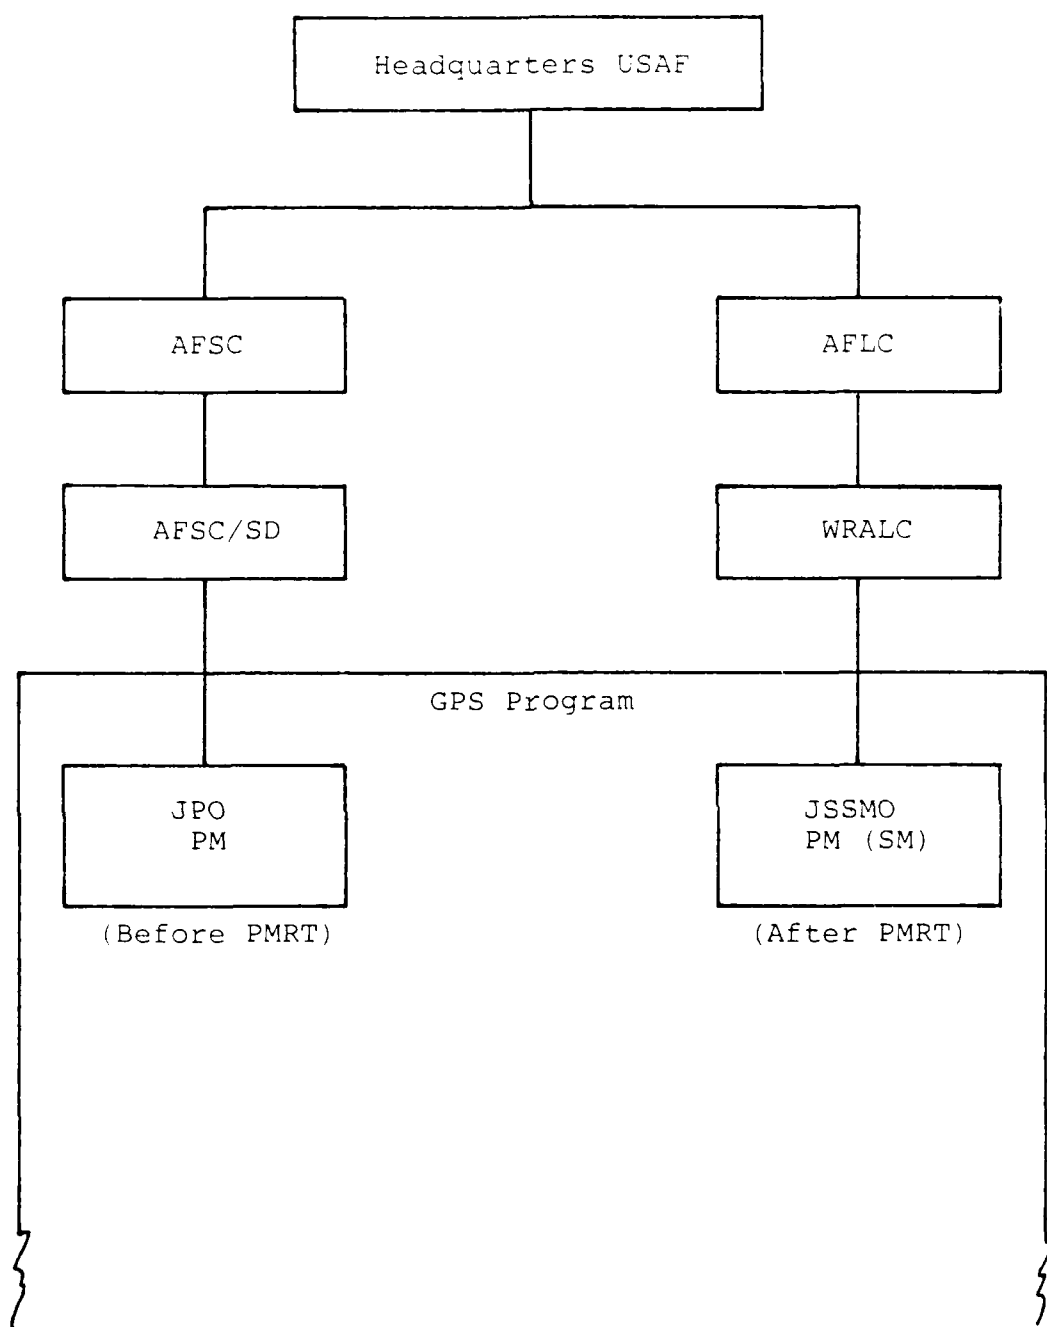 Headquarters USAF
AFSC
AFLC
AFSC/SD
WRALC
GPS Program
JPO
PM
JSSMO
PM (SM)
(Before PMRT)
(After PMRT)